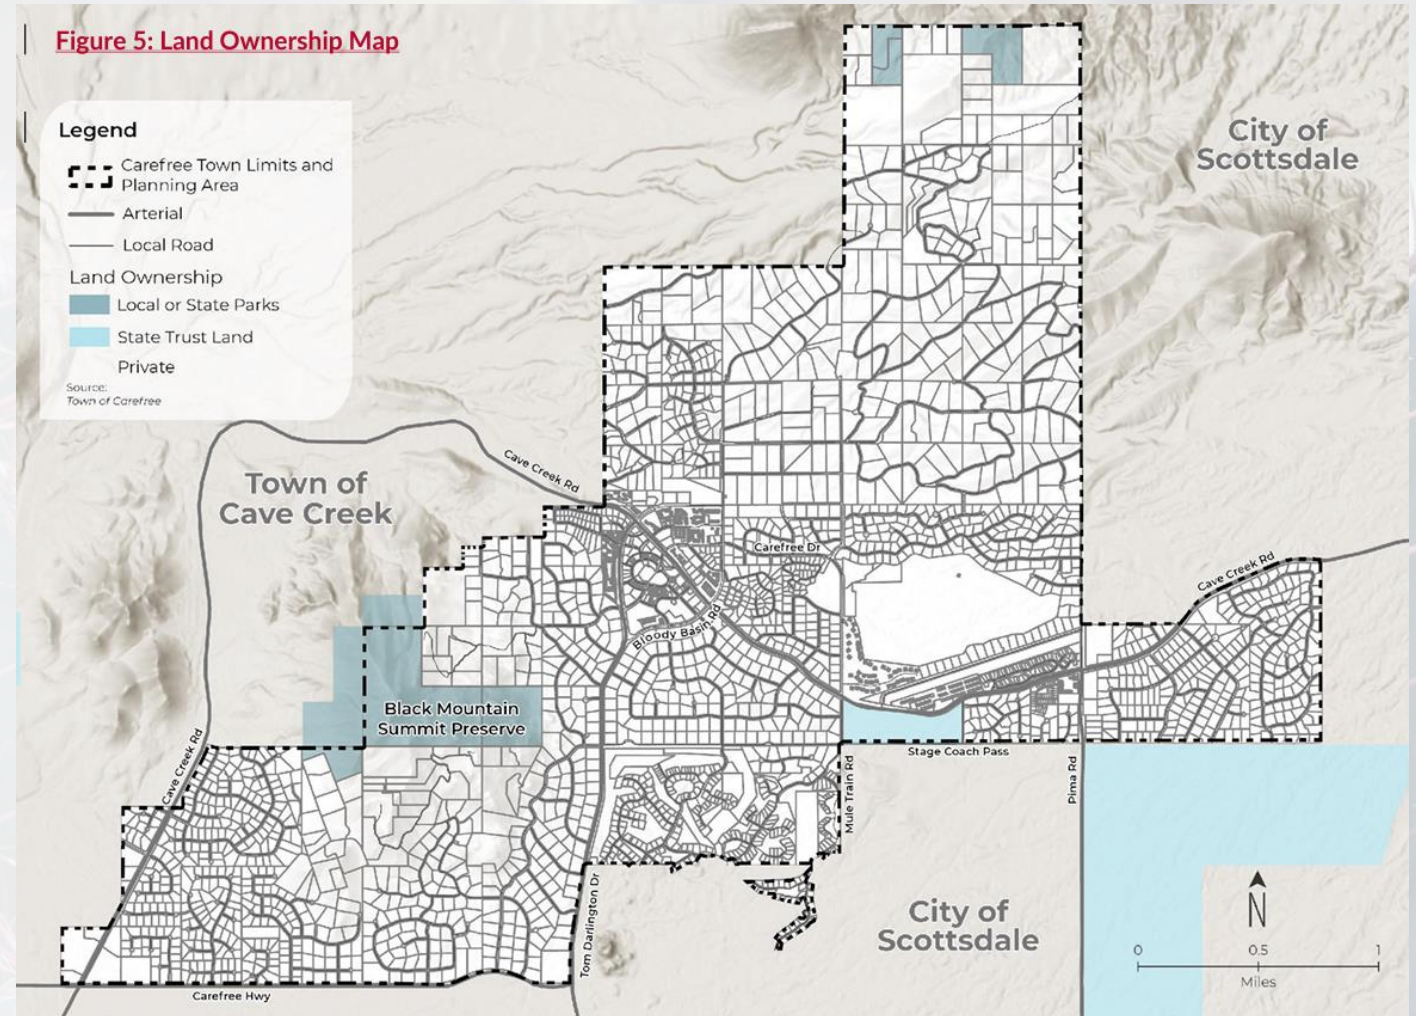 Figure 5: Land Ownership Map
Legend
Carefree Town Limits and
Planning Area
Arterial
Local Road
Land Ownership
Local or State Parks
State Trust Land
Private
Source:
Town of Carefree
City of
Scottsdale
Town of
Cave Creek
Cave Creek Rd
Carefree Dr
Cave Creek Rd
Bloody Basin Rd
Black Mountain
Summit Preserve
Cave Creek Rd
Stage Coach Pass
Mule Train Rd
Pima Rd
Tom Darlington Dr
City of
Scottsdale
Carefree Hwy
N
0 0.5 1
Miles